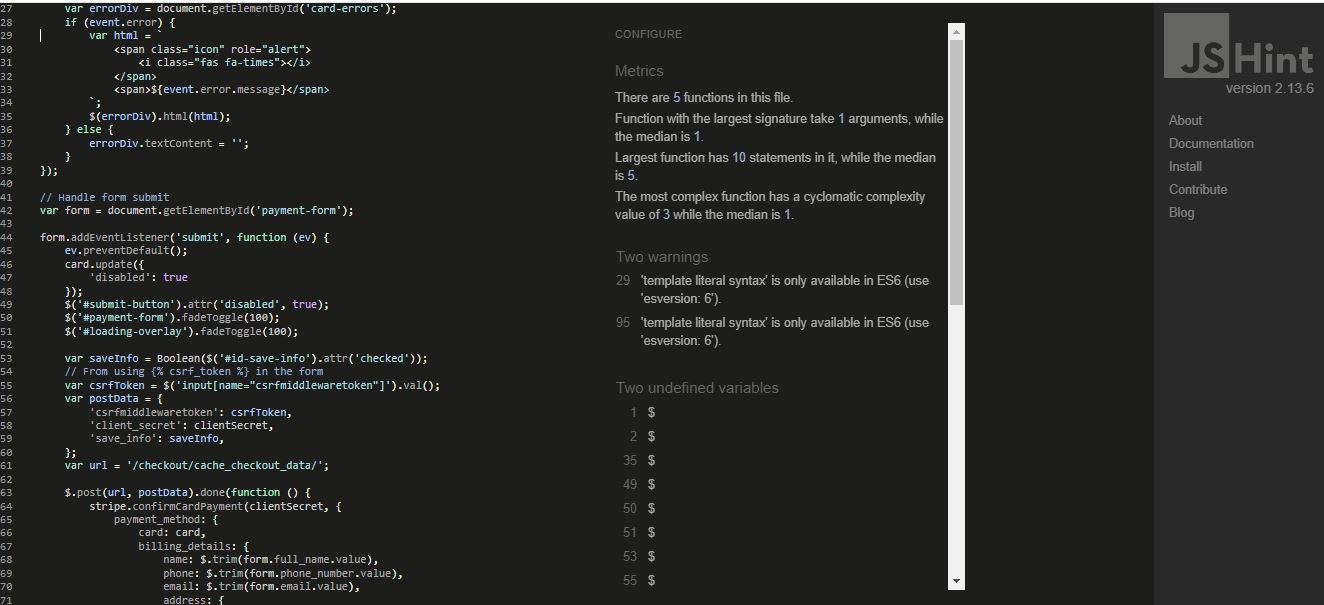 27 var errorDiv = document.getElementById('card-errors');
28 if (event.error) {
29 var html = `
30 <span class="icon" role="alert">
31 <i class="fas fa-times"></i>
32 </span>
33 <span>${event.error.message}</span>
34 `;
35 $(errorDiv).html(html);
36 } else {
37 errorDiv.textContent = '';
38 }
39 });
40
41 // Handle form submit
42 var form = document.getElementById('payment-form');
43
44 form.addEventListener('submit', function (ev) {
45 ev.preventDefault();
46 card.update({
47 'disabled': true
48 });
49 $('#submit-button').attr('disabled', true);
50 $('#payment-form').fadeToggle(100);
51 $('#loading-overlay').fadeToggle(100);
52
53 var saveInfo = Boolean($('#id-save-info').attr('checked'));
54 // From using {% csrf_token %} in the form
55 var csrfToken = $('input[name="csrfmiddlewaretoken"]').val();
56 var postData = {
57 'csrfmiddlewaretoken': csrfToken,
58 'client_secret': clientSecret,
59 'save_info': saveInfo,
60 };
61 var url = '/checkout/cache_checkout_data/';
62
63 $.post(url, postData).done(function () {
64 stripe.confirmCardPayment(clientSecret, {
65 payment_method: {
66 card: card,
67 billing_details: {
68 name: $.trim(form.full_name.value),
69 phone: $.trim(form.phone_number.value),
70 email: $.trim(form.email.value),
71 address: {
CONFIGURE
Metrics
There are 5 functions in this file.
Function with the largest signature take 1 arguments, while
the median is 1.
Largest function has 10 statements in it, while the median
is 5.
The most complex function has a cyclomatic complexity
value of 3 while the median is 1.
Two warnings
29 'template literal syntax' is only available in ES6 (use
'esversion: 6').
95 'template literal syntax' is only available in ES6 (use
'esversion: 6').
Two undefined variables
1 $
2 $
35 $
49 $
50 $
51 $
53 $
55 $
JSHint
version 2.13.6
About
Documentation
Install
Contribute
Blog